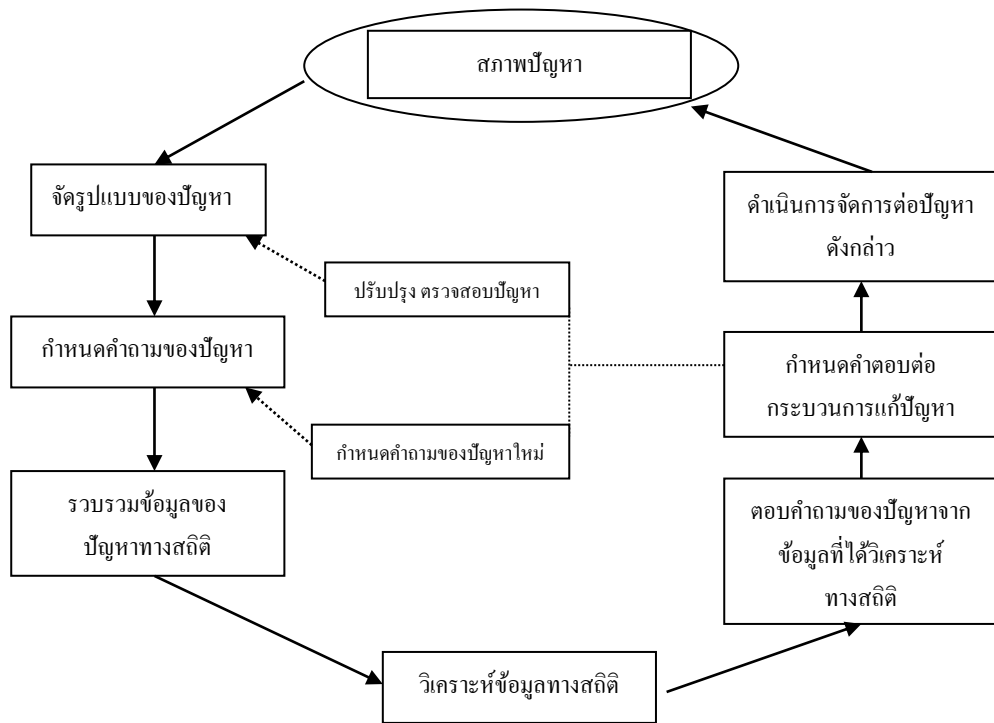 สภาพปัญหา
จัดรูปแบบของปัญหา
ดำเนินการจัดการต่อปัญหา
ดังกล่าว
ปรับปรุง ตรวจสอบปัญหา
กำหนดคำถามของปัญหา
กำหนดคำตอบต่อ
กระบวนการแก้ปัญหา
กำหนดคำถามของปัญหาใหม่
รวบรวมข้อมูลของ
ปัญหาทางสถิติ
ตอบคำถามของปัญหาจาก
ข้อมูลที่ได้วิเคราะห์
ทางสถิติ
วิเคราะห์ข้อมูลทางสถิติ